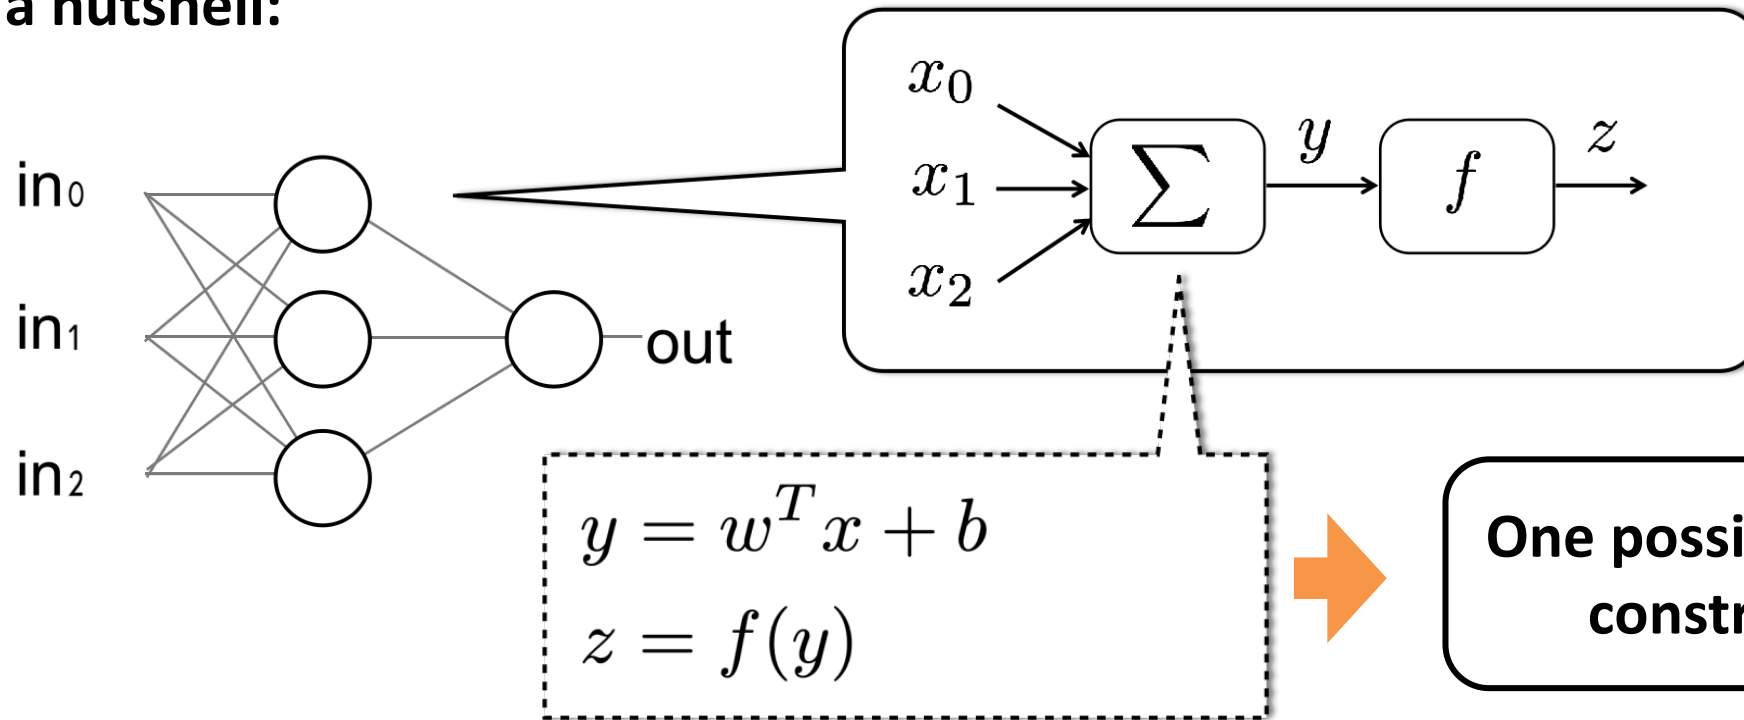 a nutshell:
in0
in1
in2
out
x0
x1
x2
∑
y
f
z
y = w^T x + b
z = f(y)
One possi
constr